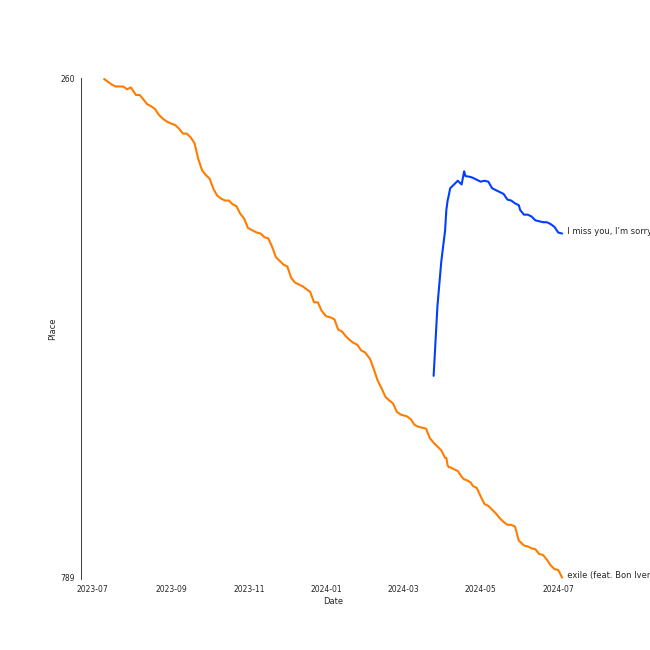 260
I miss you, I'm sorry
Place
exile (feat. Bon Iver
789
2023-07 2023-09 2023-11 2024-01 2024-03 2024-05 2024-07
Date